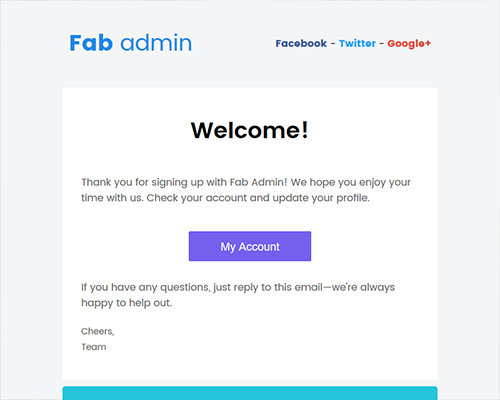 Fab admin
Facebook - Twitter - Google+
Welcome!
Thank you for signing up with Fab Admin! We hope you enjoy your
time with us. Check your account and update your profile.
My Account
If you have any questions, just reply to this email—we're always
happy to help out.
Cheers,
Team